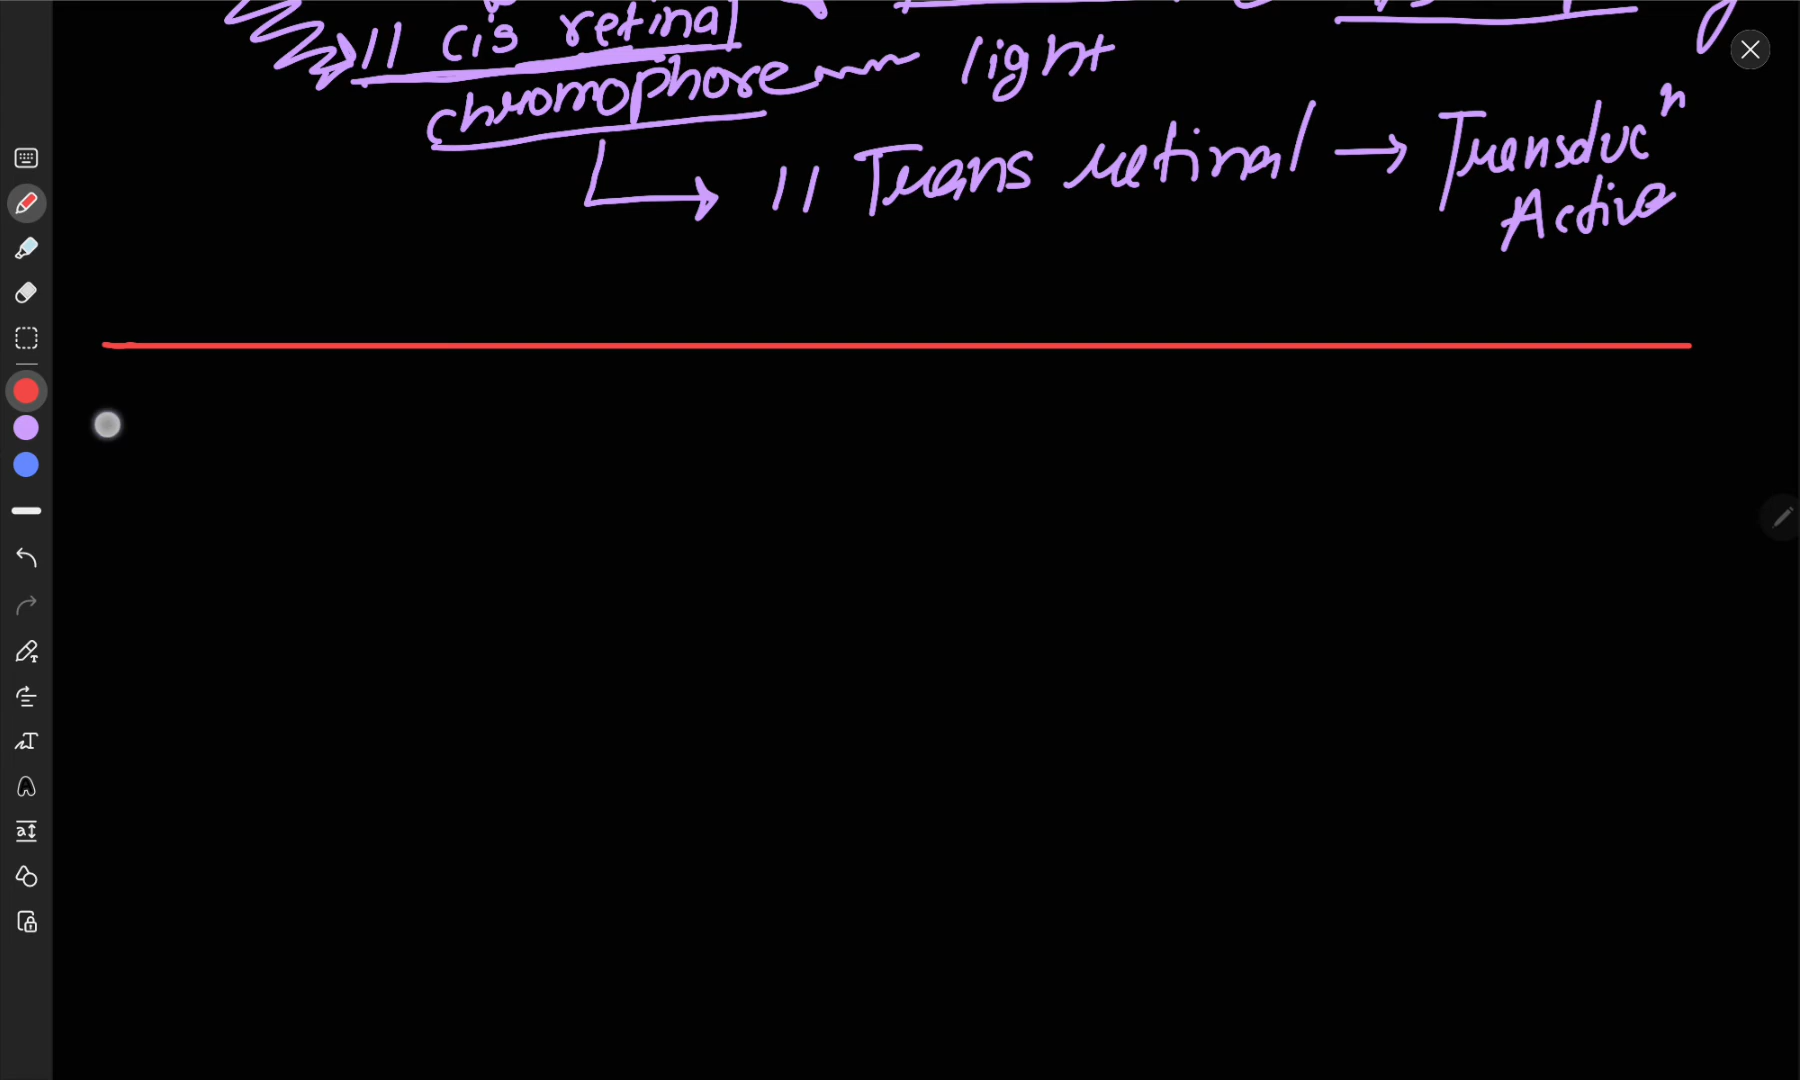 11 cis retinal
chromophore light
11 Trans retinal → Transducⁿ
Active